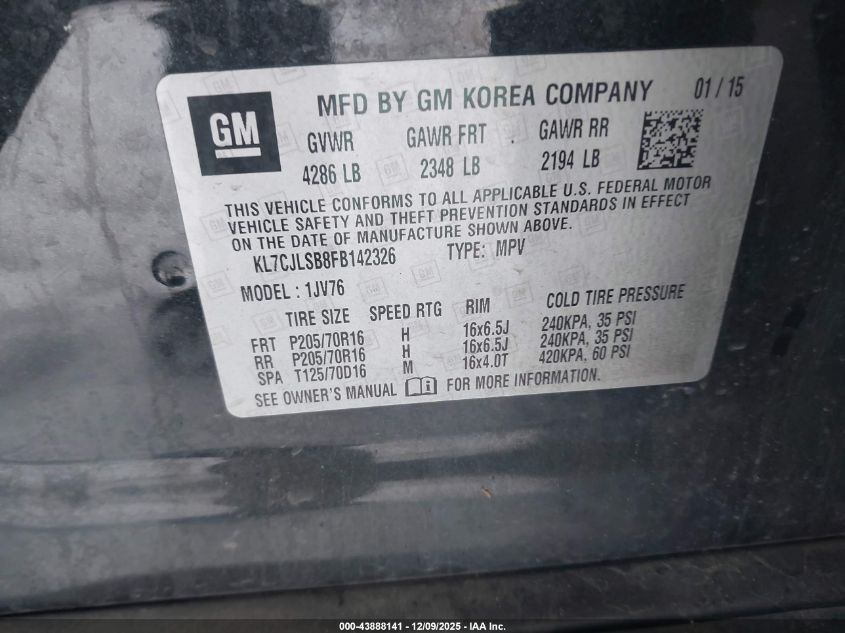 MFD BY GM KOREA COMPANY 01 / 15
GM
GVWR GAWR FRT GAWR RR
4286 LB 2348 LB 2194 LB
THIS VEHICLE CONFORMS TO ALL APPLICABLE U.S. FEDERAL MOTOR
VEHICLE SAFETY AND THEFT PREVENTION STANDARDS IN EFFECT
ON THE DATE OF MANUFACTURE SHOWN ABOVE.
KL7CJLSB8FB142326 TYPE: MPV
MODEL : 1JV76
TIRE SIZE SPEED RTG RIM COLD TIRE PRESSURE
FRT P205/70R16 H 16x6.5J 240KPA, 35 PSI
RR P205/70R16 H 16x6.5J 240KPA, 35 PSI
SPA T125/70D16 M 16x4.0T 420KPA, 60 PSI
SEE OWNER'S MANUAL FOR MORE INFORMATION.
000-43888141 - 12/09/2025 - IAA Inc.